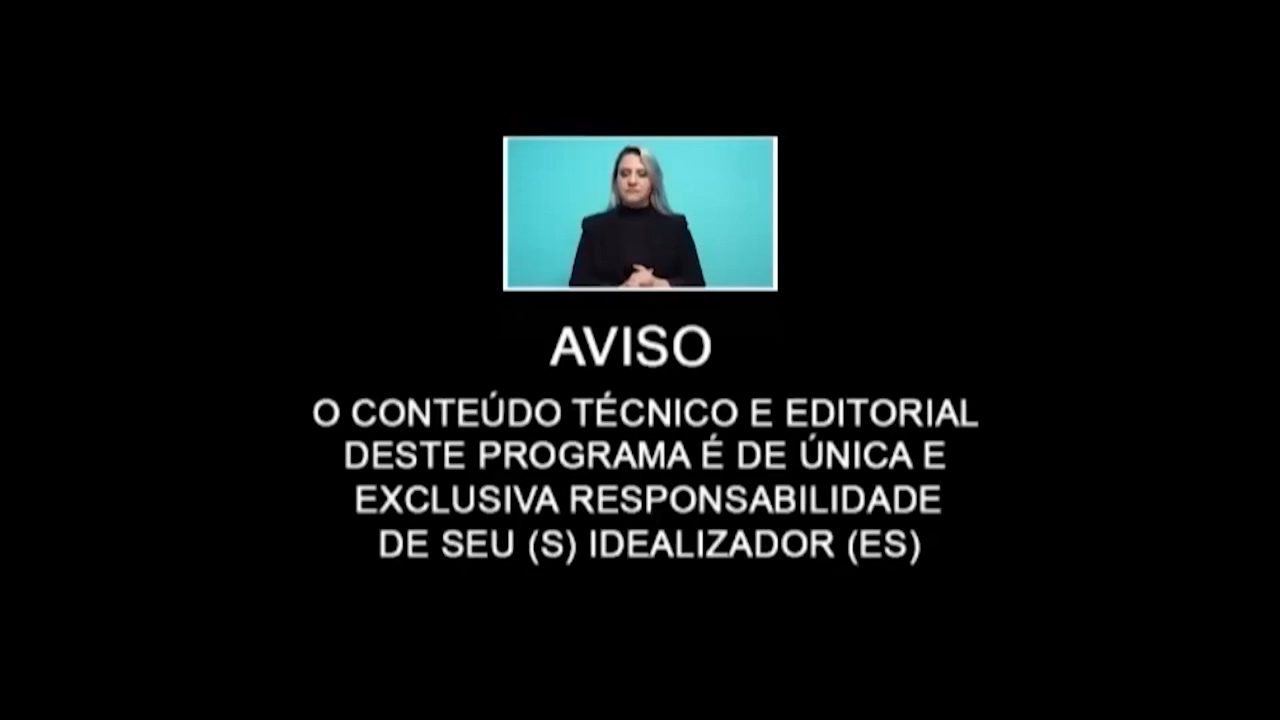 AVISO
O CONTEÚDO TÉCNICO E EDITORIAL
DESTE PROGRAMA É DE ÚNICA E
EXCLUSIVA RESPONSABILIDADE
DE SEU (S) IDEALIZADOR (ES)